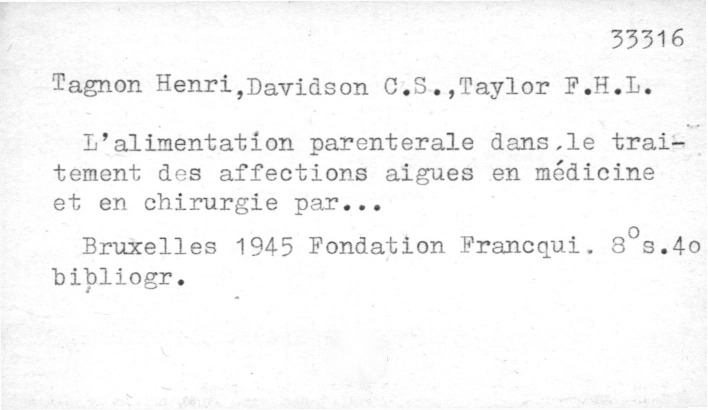 33316
Tagnon Henri,Davidson C.S.,Taylor F.H.L.
L'alimentation parenterale dans,le trai-
tement des affections aigues en médicine
et en chirurgie par...
Bruxelles 1945 Fondation Francqui. 8°s.4o
bibliogr.